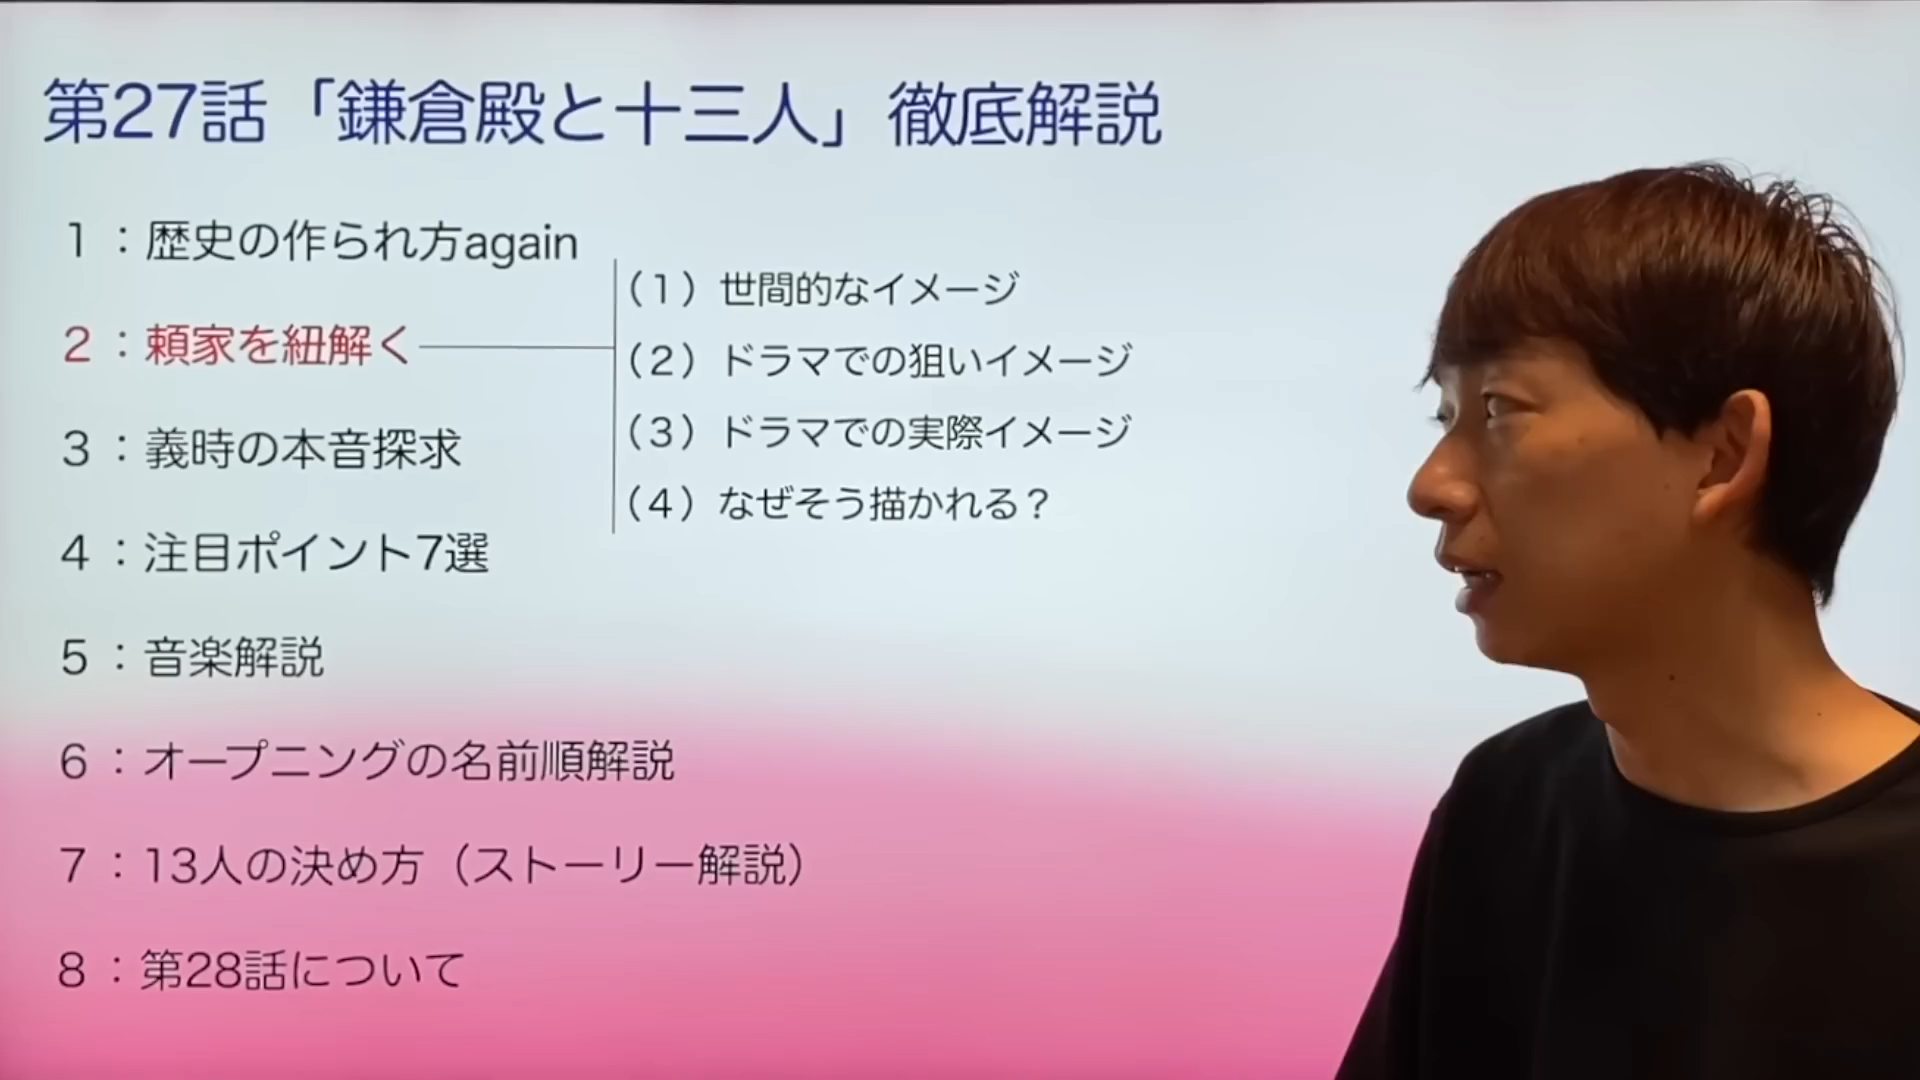 第27話「鎌倉殿と十三人」徹底解説
1：歴史の作られ方again
2：頼家を紐解く
（1）世間的なイメージ
（2）ドラマでの狙いイメージ
（3）ドラマでの実際イメージ
（4）なぜそう描かれる？
3：義時の本音探求
4：注目ポイント7選
5：音楽解説
6：オープニングの名前順解説
7：13人の決め方（ストーリー解説）
8：第28話について